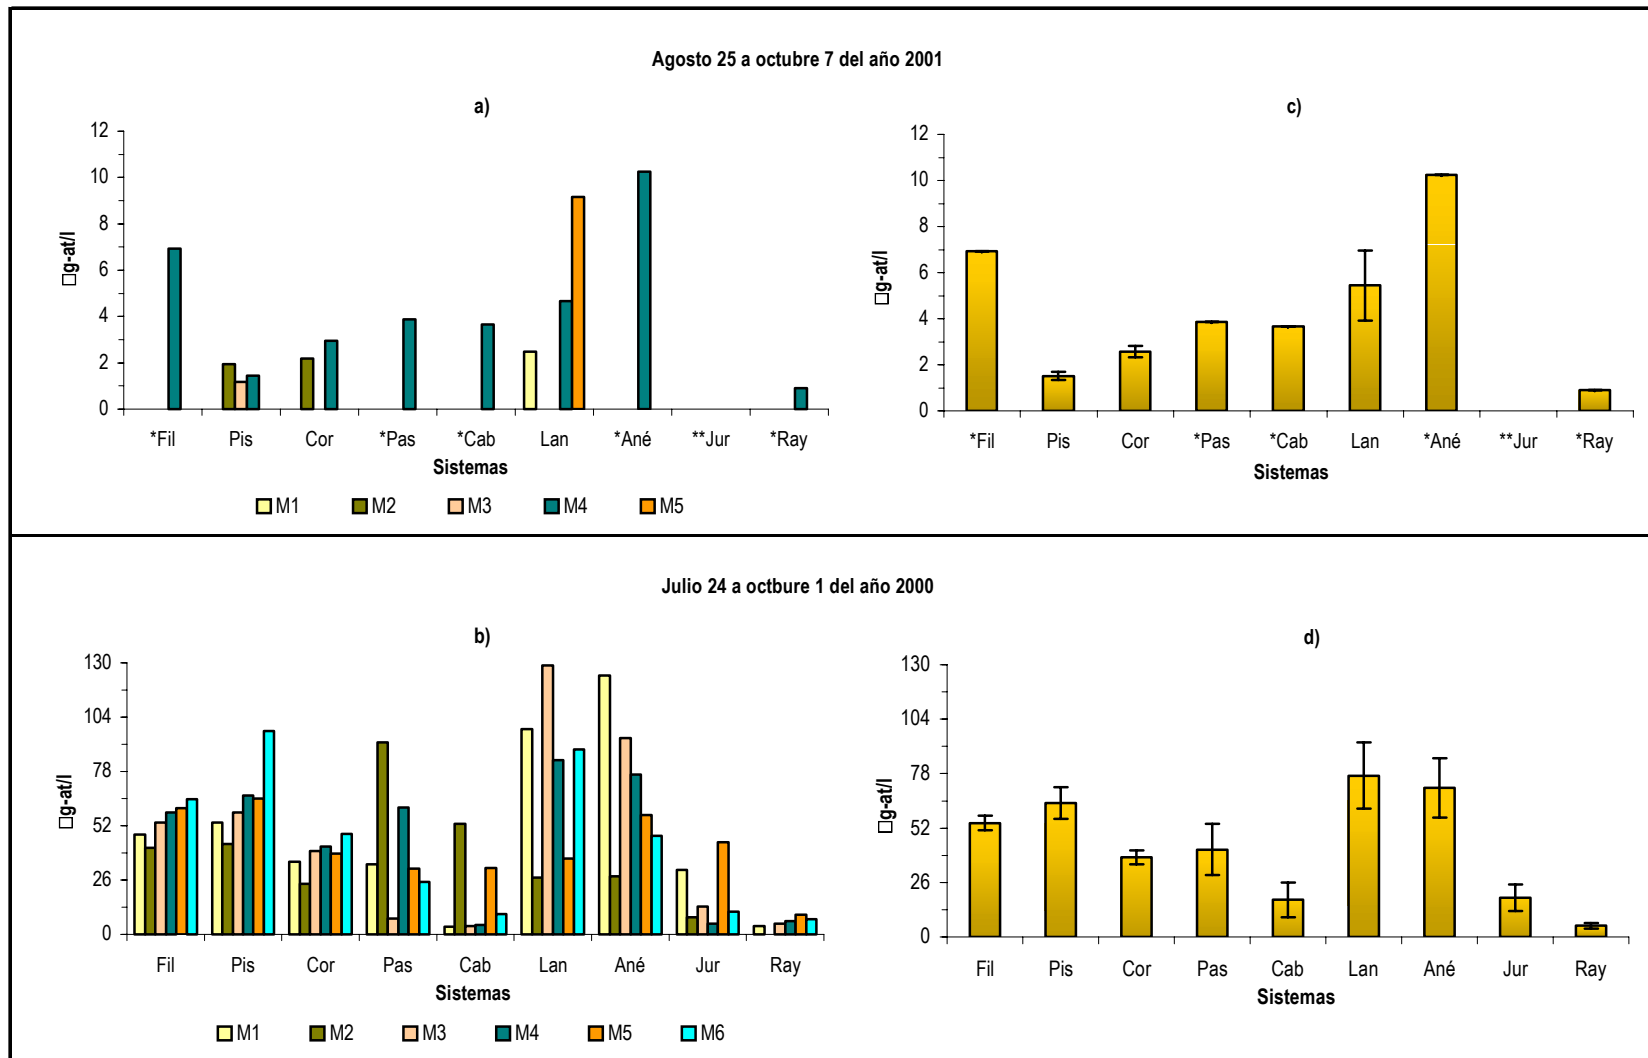 Agosto 25 a octubre 7 del año 2001
a)
12
10
8
6
4
2
0
□g-at/l
*Fil Pis Cor *Pas *Cab Lan *Ané **Jur *Ray
Sistemas
M1 M2 M3 M4 M5
c)
12
10
8
6
4
2
0
□g-at/l
*Fil Pis Cor *Pas *Cab Lan *Ané **Jur *Ray
Sistemas
Julio 24 a octbure 1 del año 2000
b)
130
104
78
52
26
0
□g-at/l
Fil Pis Cor Pas Cab Lan Ané Jur Ray
Sistemas
M1 M2 M3 M4 M5 M6
d)
130
104
78
52
26
0
□g-at/l
Fil Pis Cor Pas Cab Lan Ané Jur Ray
Sistemas